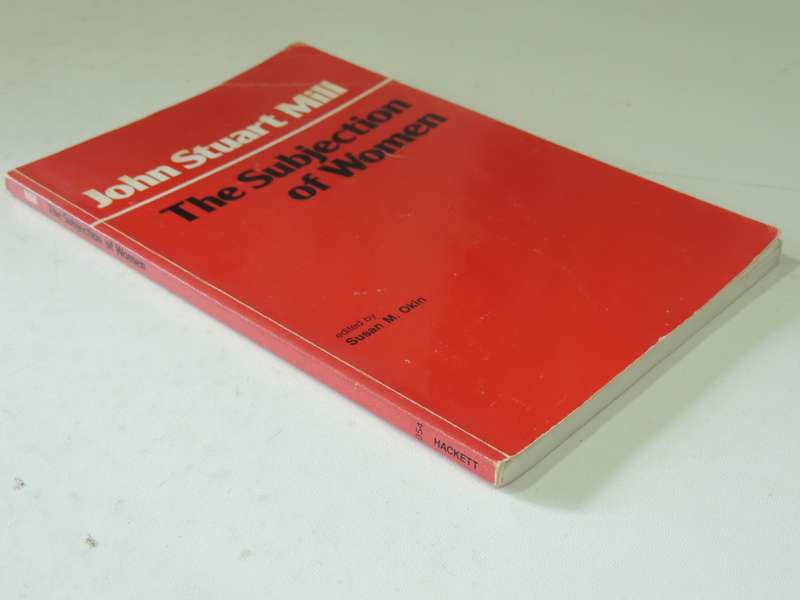 John Stuart Mill
The Subjection
of Women
edited by
Susan M. Okin
The Subjection of Women
HACKETT